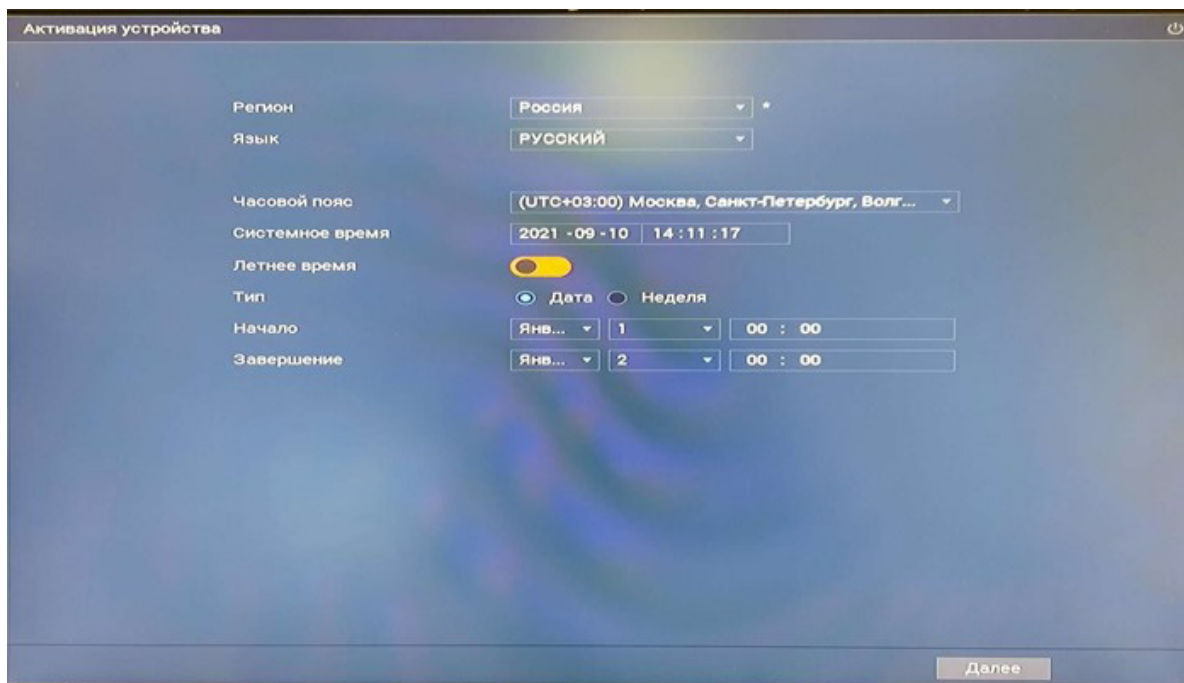 Активация устройства
Регион Россия *
Язык РУССКИЙ
Часовой пояс (UTC+03:00) Москва, Санкт-Петербург, Волг...
Системное время 2021 -09 -10 14 : 11 : 17
Летнее время
Тип Дата Неделя
Начало Янв... 1 00 : 00
Завершение Янв... 2 00 : 00
Далее